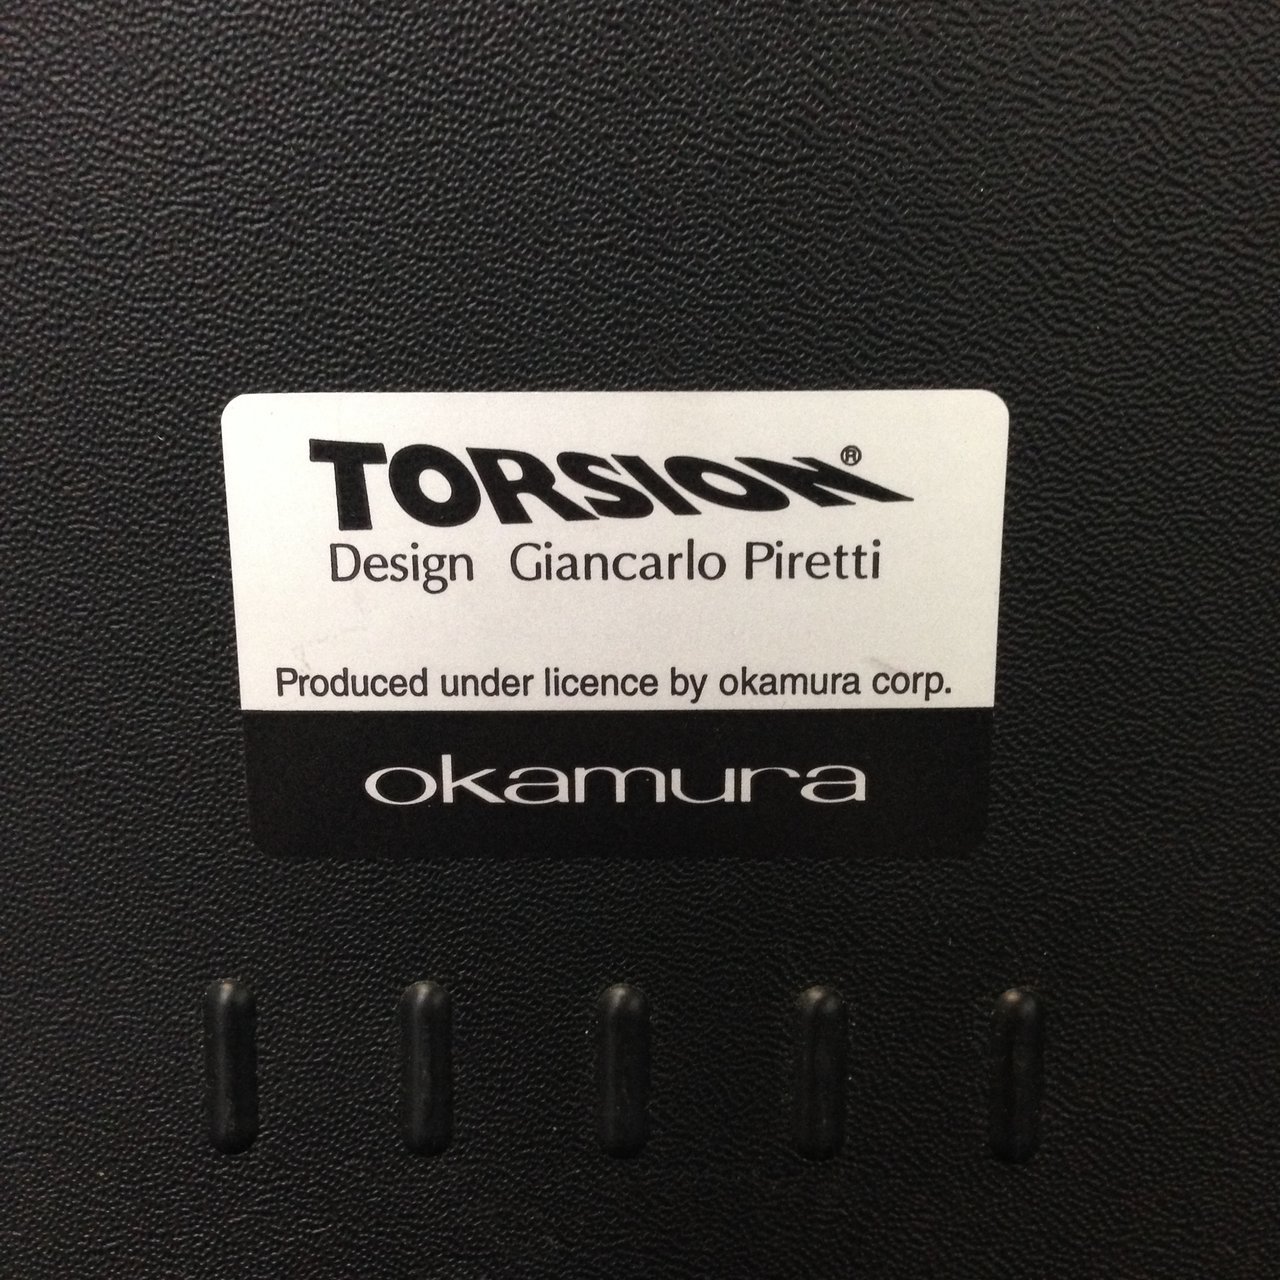 TORSION®
Design Giancarlo Piretti
Produced under licence by okamura corp.
okamura